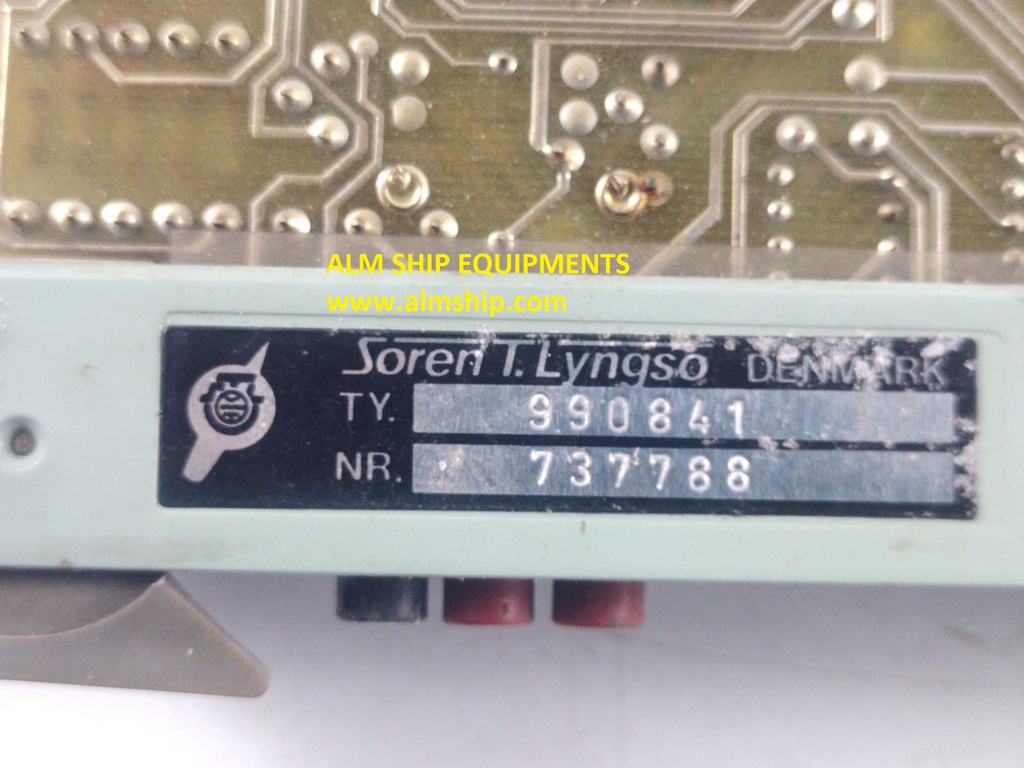 ALM SHIP EQUIPMENTS
www.almship.com
Soren T. Lyngso DENMARK
TY. 990841
NR. 737788